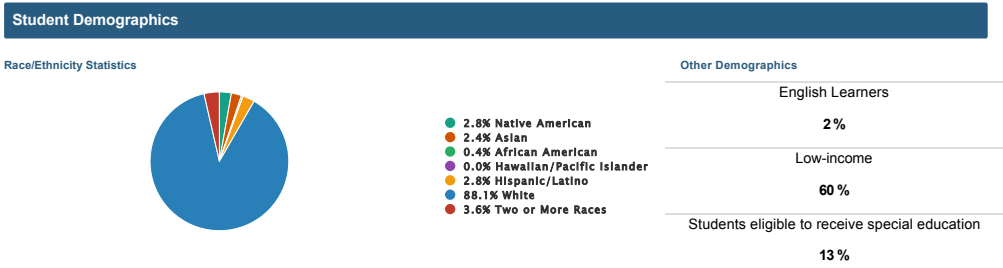 Student Demographics
Race/Ethnicity Statistics
2.8% Native American
2.4% Asian
0.4% African American
0.0% Hawaiian/Pacific Islander
2.8% Hispanic/Latino
88.1% White
3.6% Two or More Races
Other Demographics
English Learners
2 %
Low-income
60 %
Students eligible to receive special education
13 %